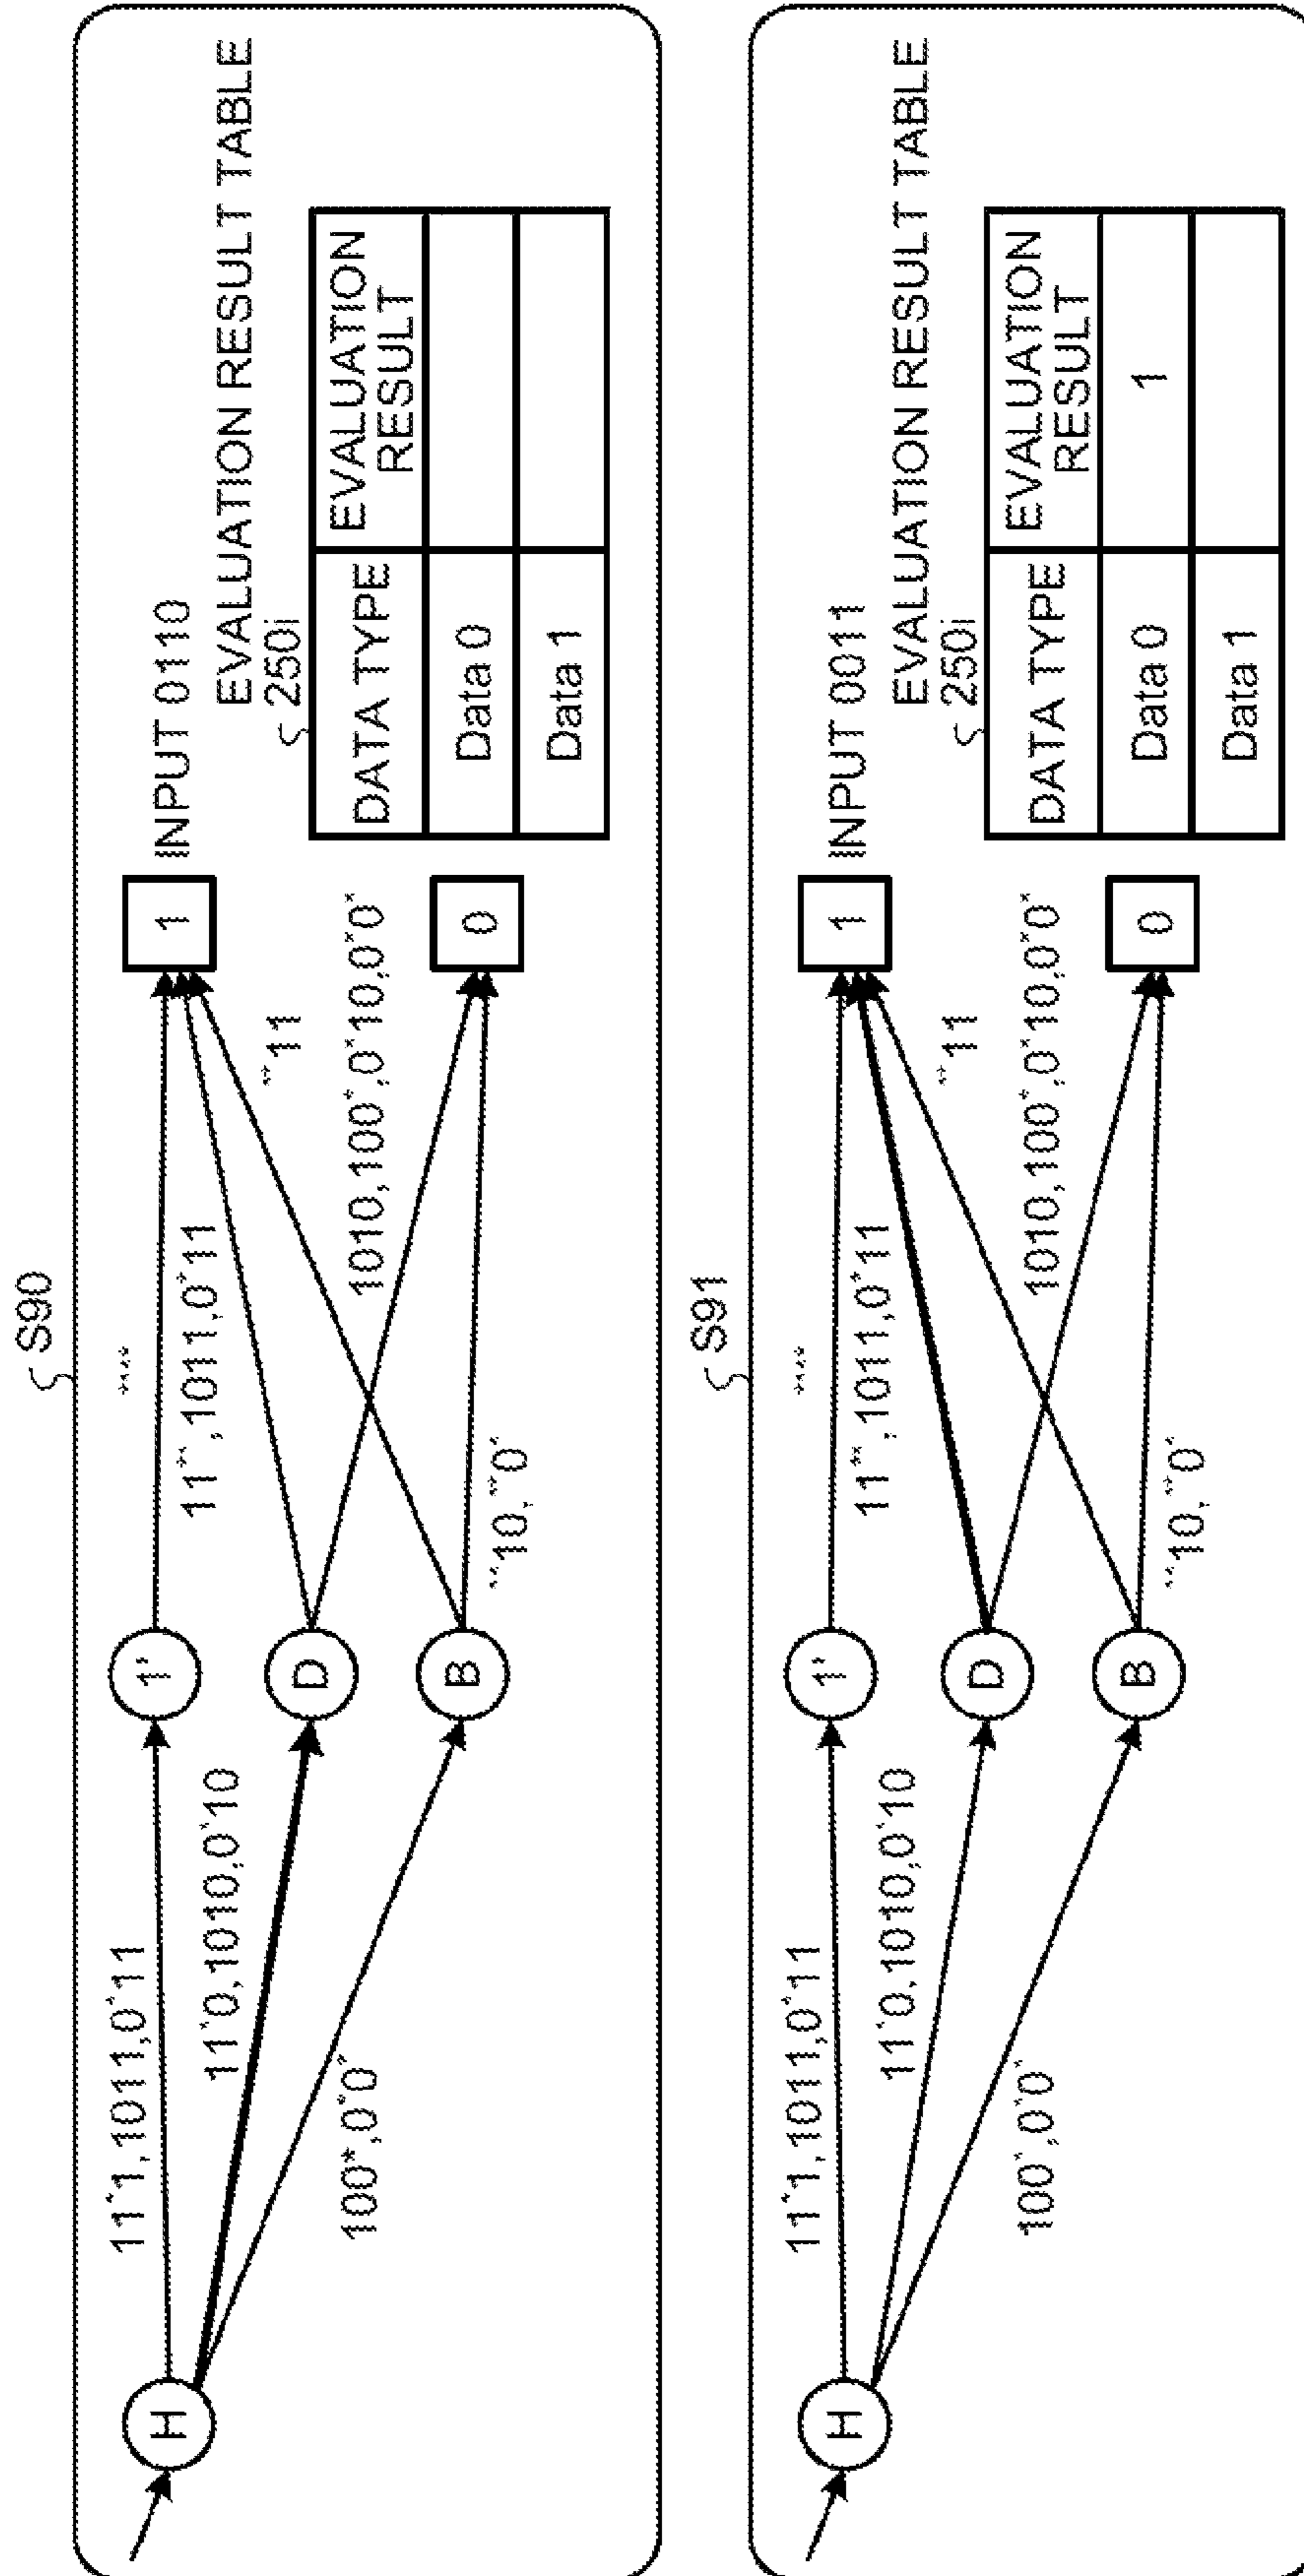 S90
11*1,1011,0*11
****
INPUT 0110
H
1'
1
11*0,1010,0*10
11**,1011,0*11
EVALUATION RESULT TABLE
250i
D
**11
100*,0*0*
1010,100*,0*10,0*0*
B
0
**10,**0*
DATA TYPE
EVALUATION
RESULT
Data 0
Data 1
S91
11*1,1011,0*11
****
INPUT 0011
H
1'
1
11*0,1010,0*10
11**,1011,0*11
EVALUATION RESULT TABLE
250i
D
**11
100*,0*0*
1010,100*,0*10,0*0*
B
0
**10,**0*
DATA TYPE
EVALUATION
RESULT
Data 0
1
Data 1